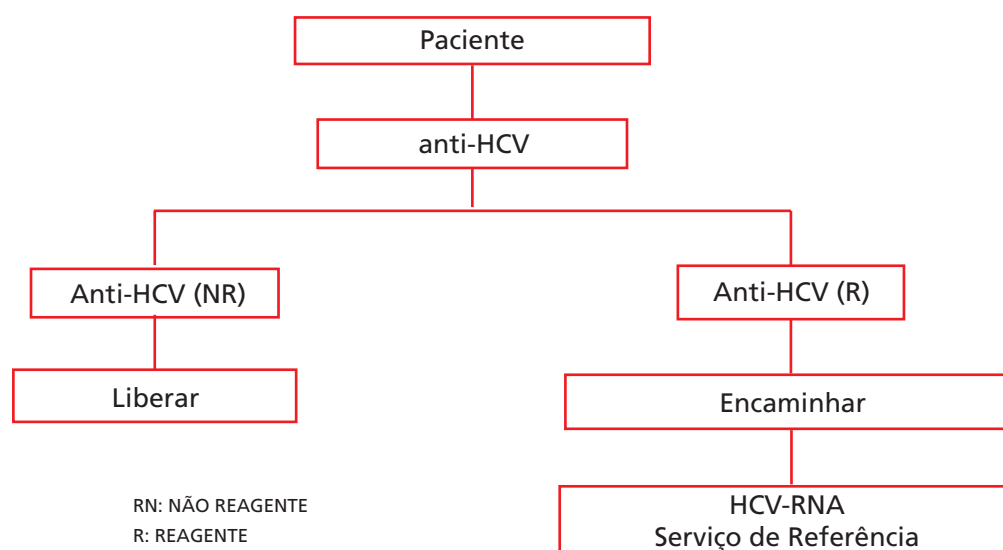 Paciente
anti-HCV
Anti-HCV (NR)
Anti-HCV (R)
Liberar
Encaminhar
RN: NÃO REAGENTE
R: REAGENTE
HCV-RNA
Serviço de Referência